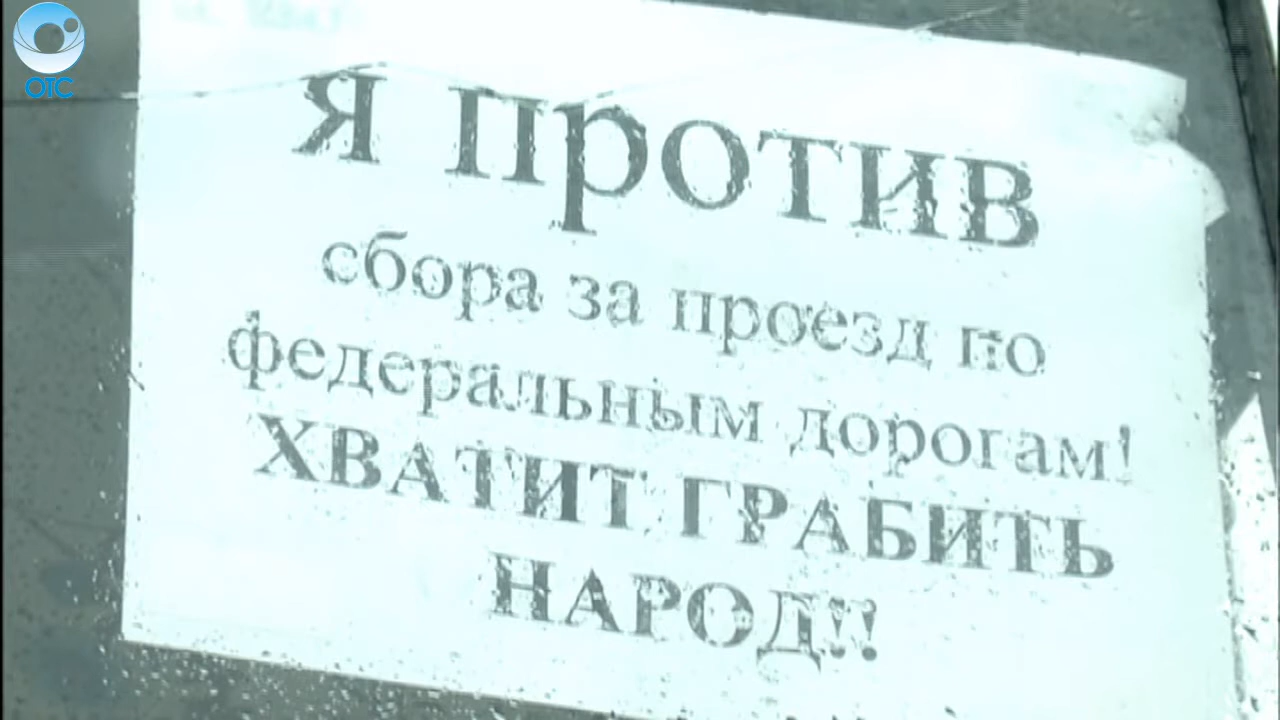 ОТС
Я против
сбора за проезд по
федеральным дорогам!
ХВАТИТ ГРАБИТЬ
НАРОД!!